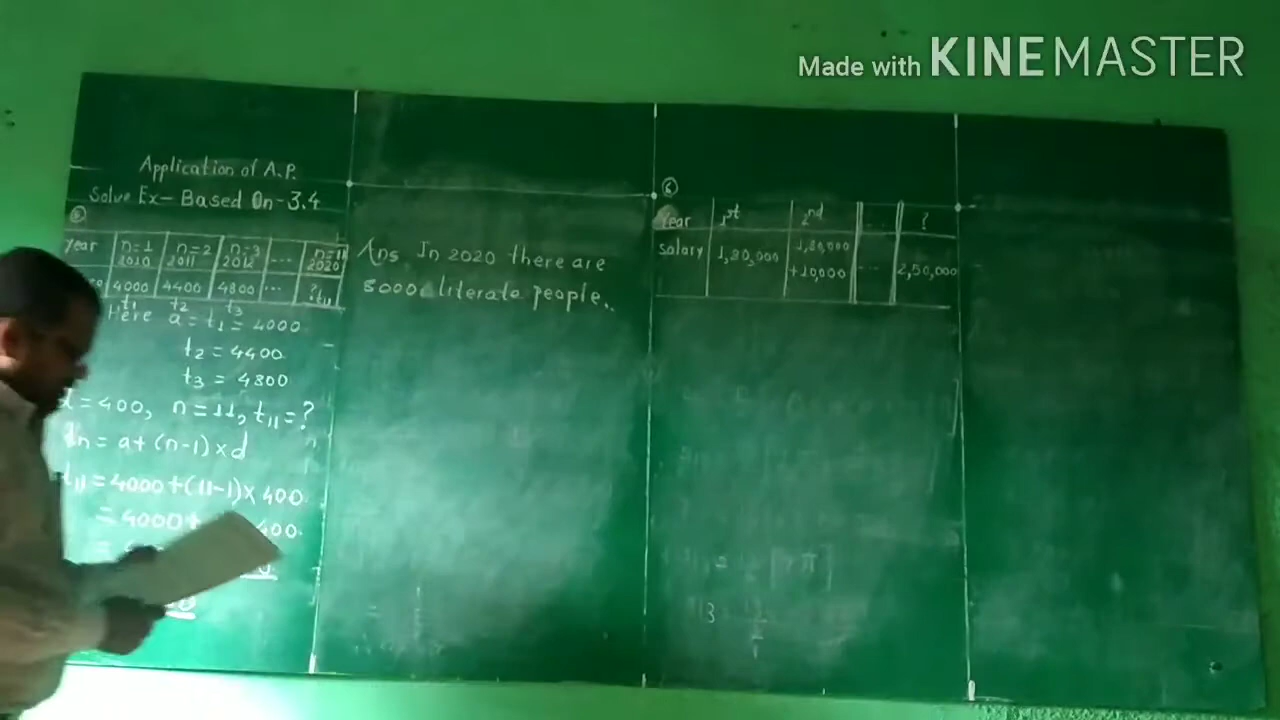 Made with KINEMASTER
Application of A.P.
Solve Ex- Based On-3.4
year n=1 n=2 n=3 ... n=11
2010 2011 2012 2020
4000 4400 4800 ... ?
t1 t2 t3 t11
Here a = t1 = 4000
t2 = 4400
t3 = 4800
d = 400, n = 11, t11 = ?
tn = a + (n-1) × d
t11 = 4000 + (11-1) × 400
= 4000 + 400
Ans. In 2020 there are
8000 literate people.
6
Year 1st 2nd ... ?
salary 1,80,000 1,80,000 ... 2,50,000
+10,000